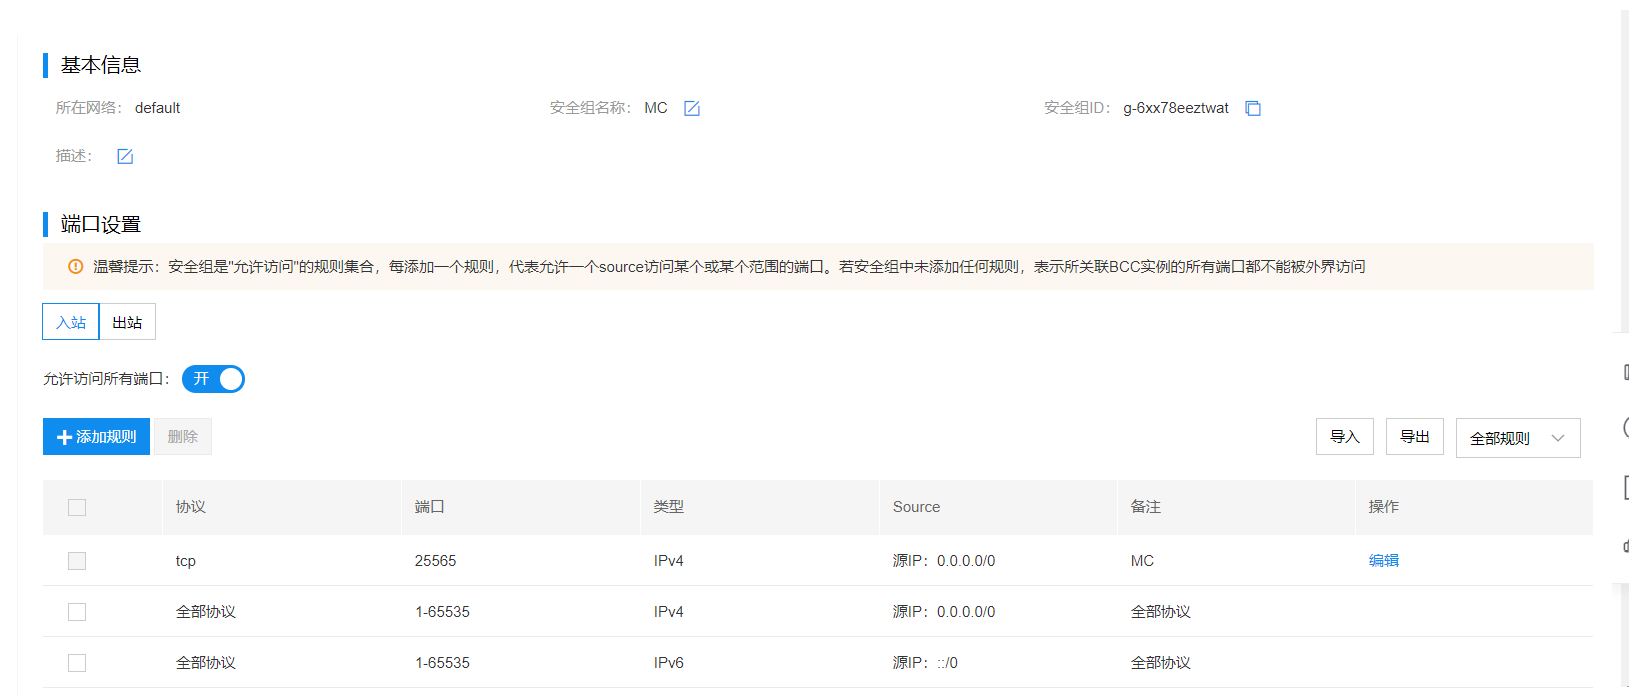 基本信息
所在网络： default 安全组名称： MC 安全组ID： g-6xx78eeztwat
描述：
端口设置
温馨提示：安全组是"允许访问"的规则集合，每添加一个规则，代表允许一个source访问某个或某个范围的端口。若安全组中未添加任何规则，表示所关联BCC实例的所有端口都不能被外界访问
入站 出站
允许访问所有端口： 开
添加规则 删除 导入 导出 全部规则
协议 端口 类型 Source 备注 操作
tcp 25565 IPv4 源IP：0.0.0.0/0 MC 编辑
全部协议 1-65535 IPv4 源IP：0.0.0.0/0 全部协议
全部协议 1-65535 IPv6 源IP：::/0 全部协议